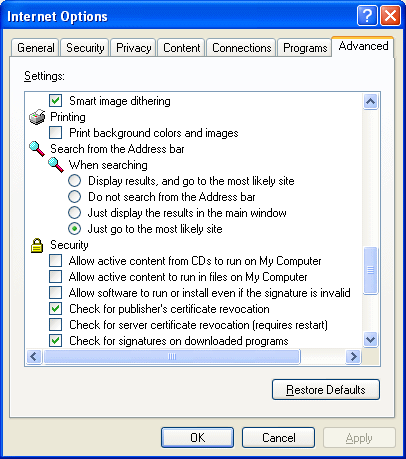 Internet Options
General Security Privacy Content Connections Programs Advanced
Settings:
Smart image dithering
Printing
Print background colors and images
Search from the Address bar
When searching
Display results, and go to the most likely site
Do not search from the Address bar
Just display the results in the main window
Just go to the most likely site
Security
Allow active content from CDs to run on My Computer
Allow active content to run in files on My Computer
Allow software to run or install even if the signature is invalid
Check for publisher's certificate revocation
Check for server certificate revocation (requires restart)
Check for signatures on downloaded programs
Restore Defaults
OK Cancel Apply